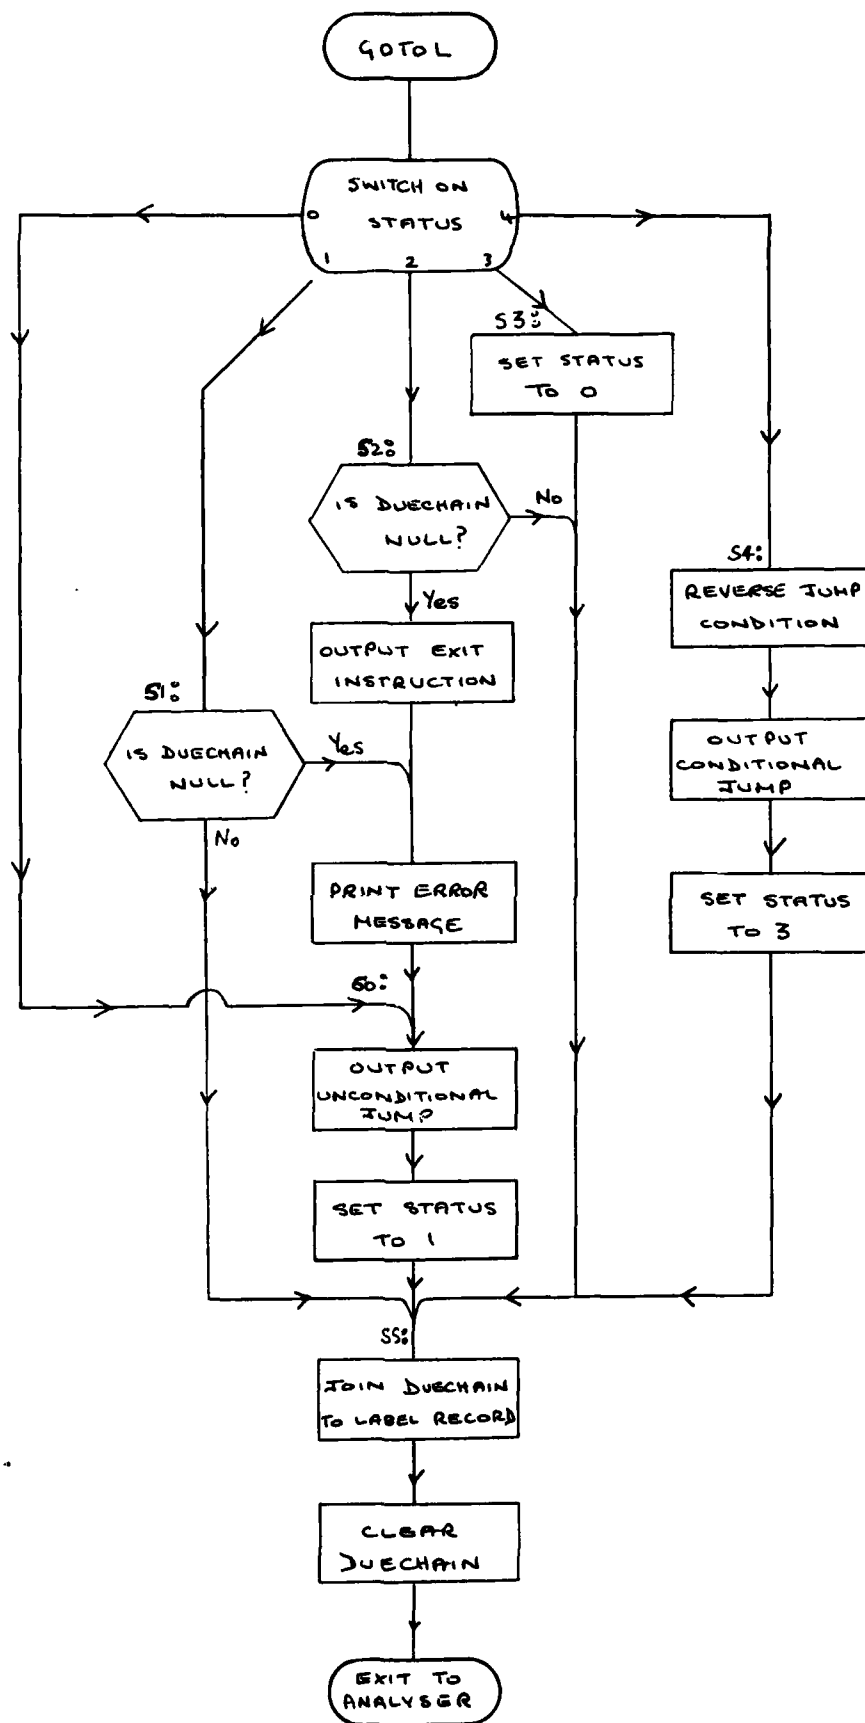 GOTOL
SWITCH ON
STATUS
0
4
1
2
3
S3:
SET STATUS
TO 0
S2:
IS DUECHAIN
NULL?
No
Yes
S4:
REVERSE JUMP
CONDITION
OUTPUT EXIT
INSTRUCTION
S1:
IS DUECHAIN
NULL?
Yes
No
OUTPUT
CONDITIONAL
JUMP
PRINT ERROR
MESSAGE
SET STATUS
TO 3
S0:
OUTPUT
UNCONDITIONAL
JUMP
SET STATUS
TO 1
S5:
JOIN DUECHAIN
TO LABEL RECORD
CLEAR
DUECHAIN
EXIT TO
ANALYSER